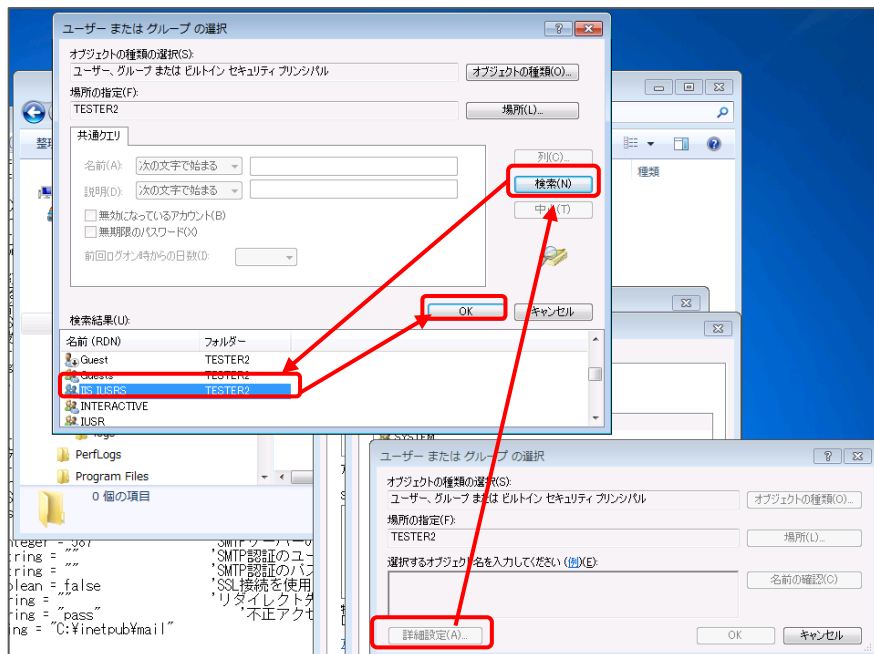 ユーザー または グループ の選択
オブジェクトの種類の選択(S):
ユーザー、グループ または ビルトイン セキュリティ プリンシパル
オブジェクトの種類(O)...
場所の指定(F):
TESTER2
場所(L)...
共通クエリ
名前(A): 次の文字で始まる
列(C)...
説明(D): 次の文字で始まる
検索(N)
無効になっているアカウント(B)
中止(T)
無期限のパスワード(X)
前回ログオン時からの日数(I):
OK
キャンセル
検索結果(U):
名前 (RDN) フォルダー
Guest TESTER2
Guests TESTER2
IIS_IUSRS TESTER2
INTERACTIVE
IUSR
整理
種類
logs
PerfLogs
Program Files
0 個の項目
SYSTEM
ユーザー または グループ の選択
オブジェクトの種類の選択(S):
ユーザー、グループ または ビルトイン セキュリティ プリンシパル
オブジェクトの種類(O)...
場所の指定(F):
TESTER2
場所(L)...
選択するオブジェクト名を入力してください (例)(E):
名前の確認(C)
詳細設定(A)...
OK
キャンセル
nteger = 587 'SMTPサーバーの
tring = "" 'SMTP認証のユー
tring = "" 'SMTP認証のパス
olean = false 'SSL接続を使用
ring = "" 'リダイレクト先
ring = "pass" '不正アクセ
ng = "C:¥inetpub¥mail"